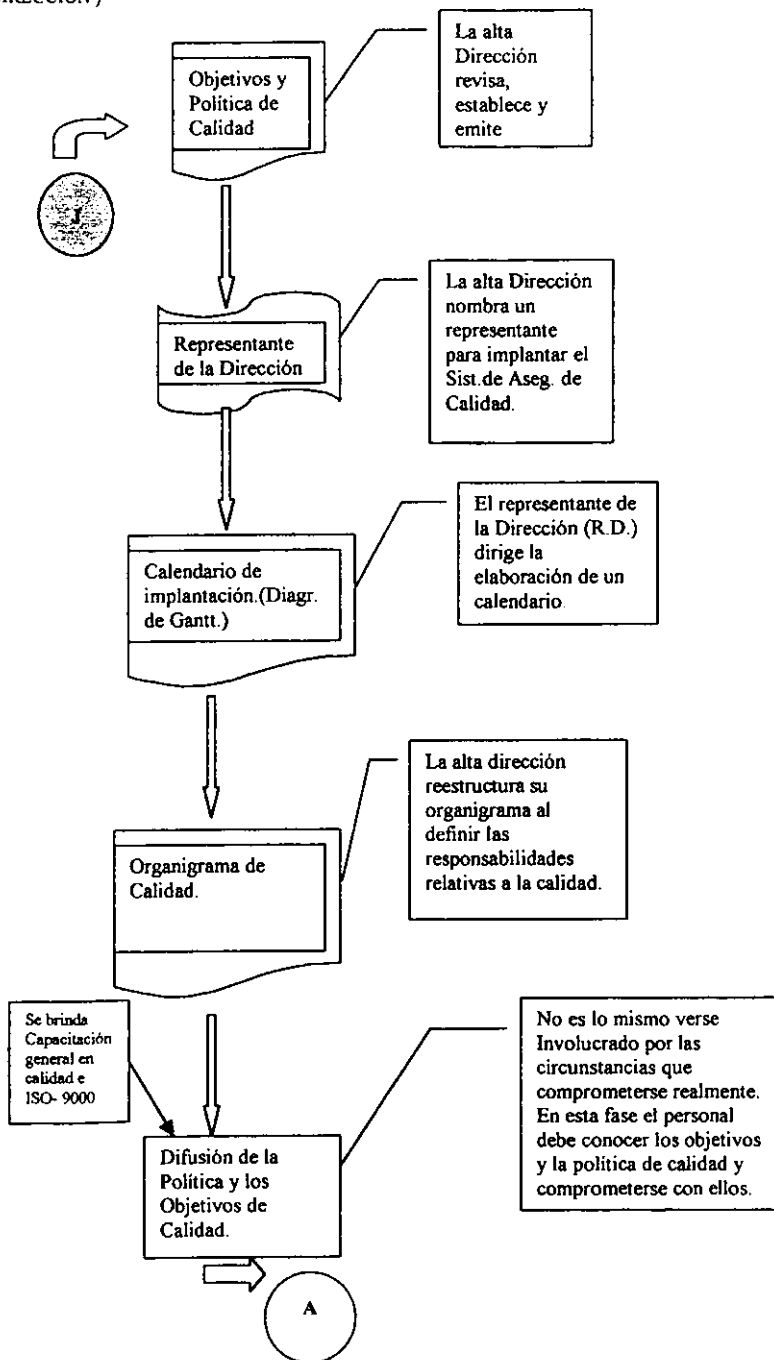 Objetivos y
Política de
Calidad
La alta
Dirección
revisa,
establece y
emite
J
Representante
de la Dirección
La alta Dirección
nombra un
representante
para implantar el
Sist.de Aseg. de
Calidad.
Calendario de
implantación.(Diagr.
de Gantt.)
El representante de
la Dirección (R.D.)
dirige la
elaboración de un
calendario.
Organigrama de
Calidad.
La alta dirección
reestructura su
organigrama al
definir las
responsabilidades
relativas a la calidad.
Se brinda
Capacitación
general en
calidad e
ISO- 9000
Difusión de la
Política y los
Objetivos de
Calidad.
No es lo mismo verse
Involucrado por las
circunstancias que
comprometerse realmente.
En esta fase el personal
debe conocer los objetivos
y la política de calidad y
comprometerse con ellos.
A